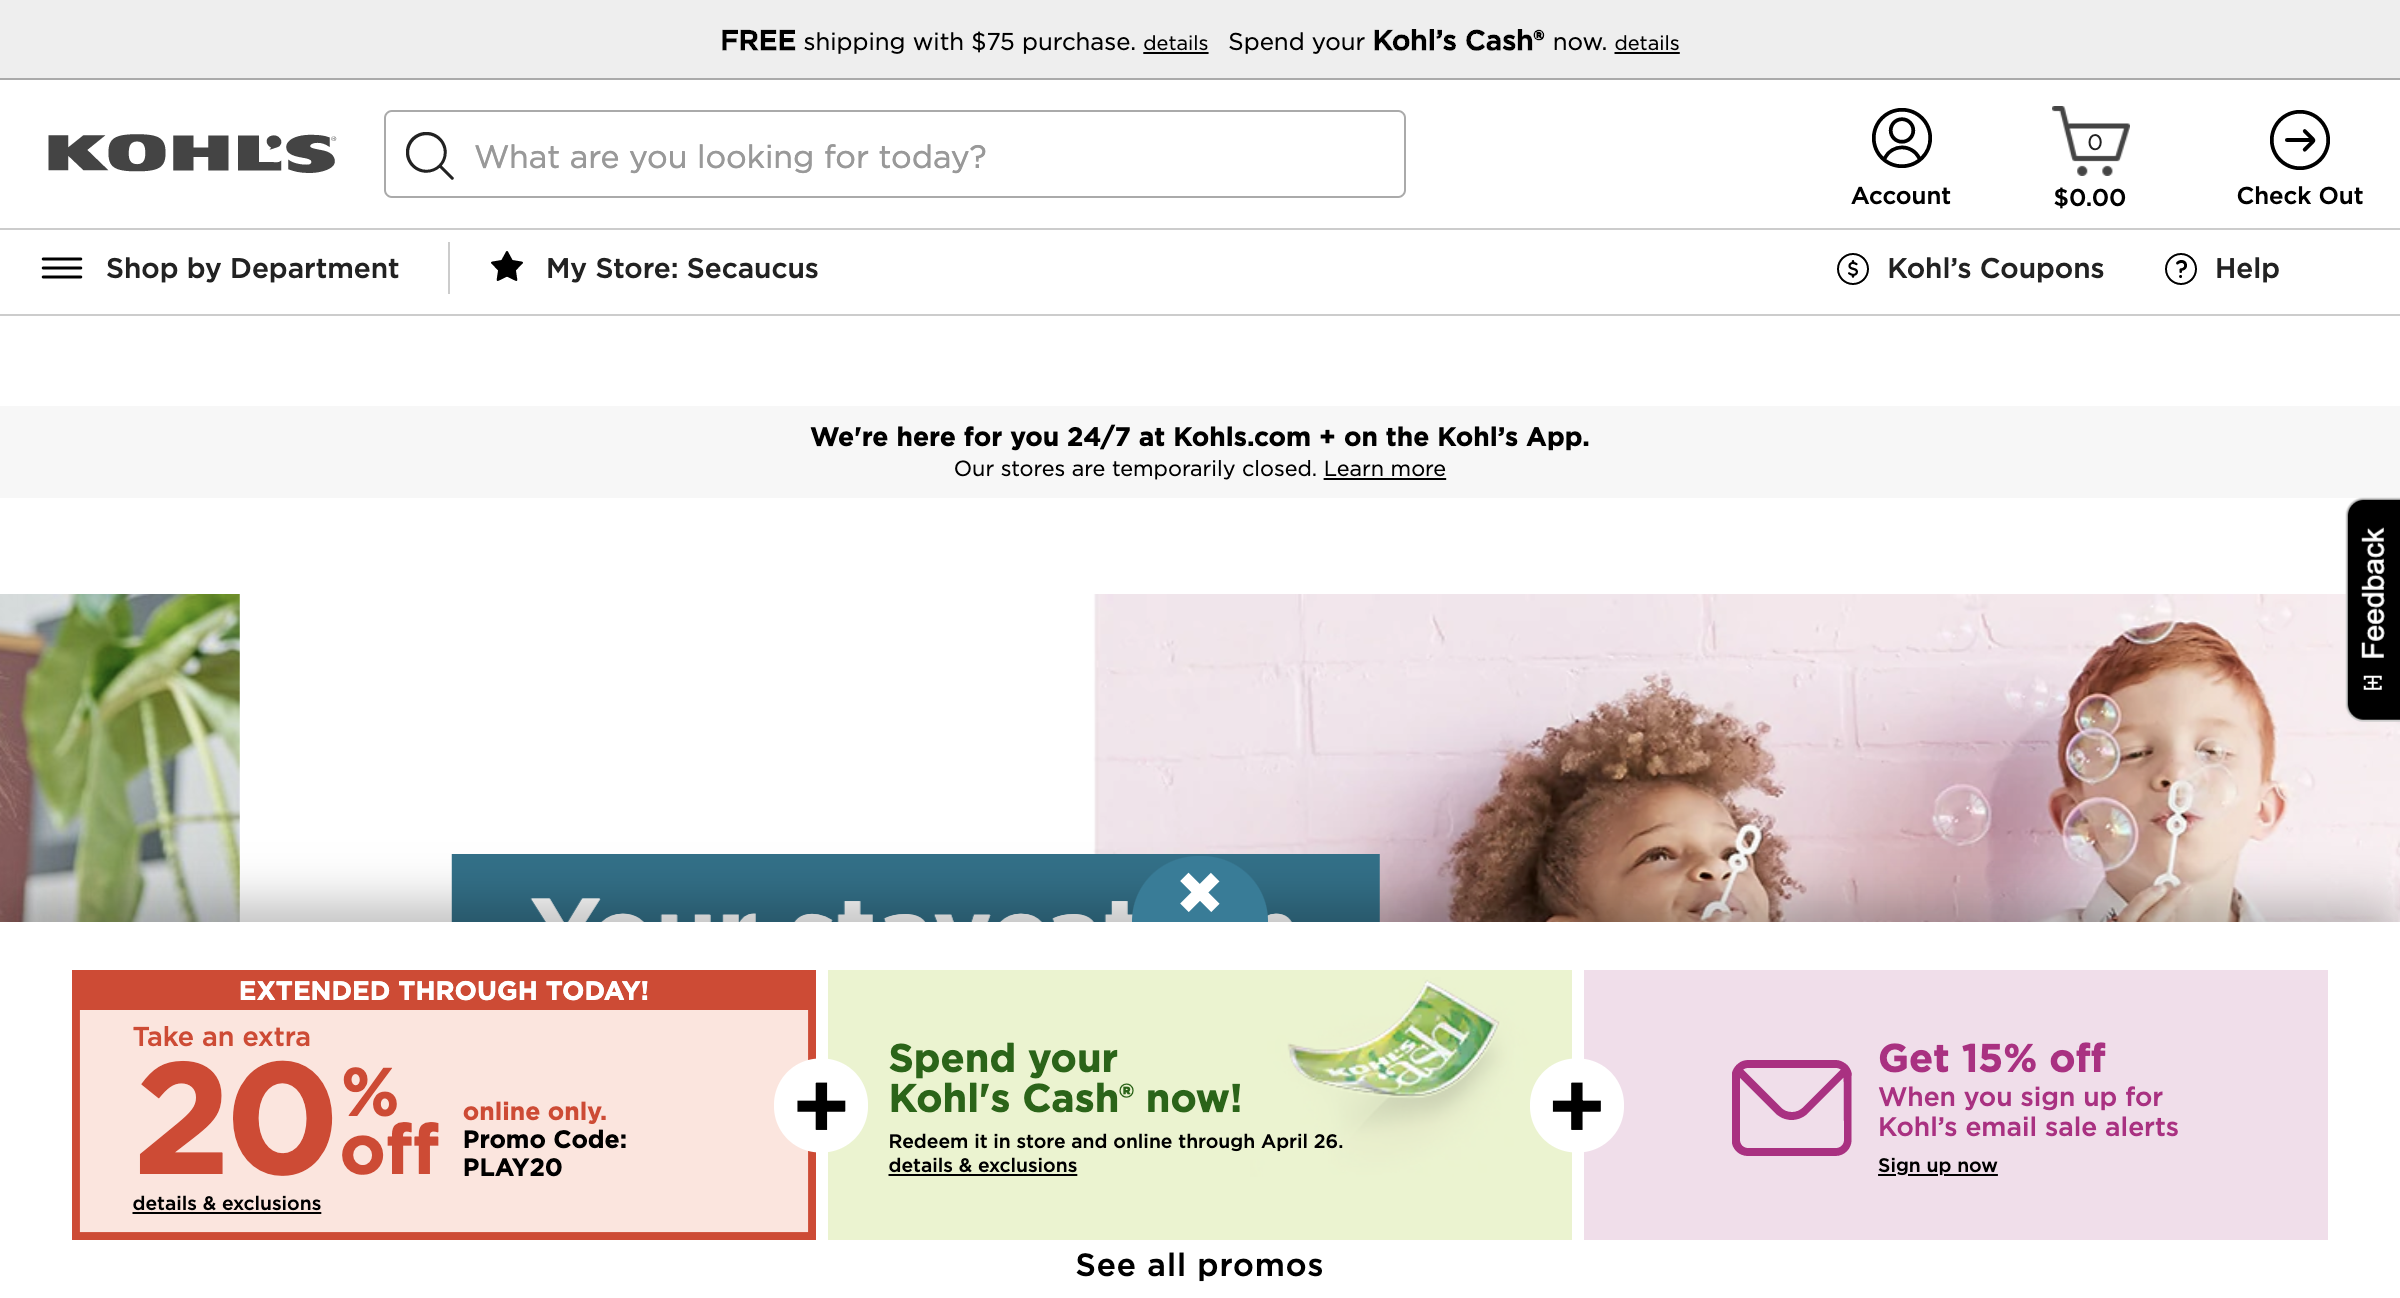 FREE shipping with $75 purchase. details Spend your Kohl’s Cash® now. details
KOHL'S
What are you looking for today?
Account
0
$0.00
Check Out
Shop by Department
My Store: Secaucus
$ Kohl’s Coupons
? Help
We're here for you 24/7 at Kohls.com + on the Kohl’s App.
Our stores are temporarily closed. Learn more
[+] Feedback
Your
EXTENDED THROUGH TODAY!
Take an extra
20% off
online only.
Promo Code:
PLAY20
details & exclusions
+
Spend your
Kohl's Cash® now!
Redeem it in store and online through April 26.
details & exclusions
KOHL'S
Cash
+
Get 15% off
When you sign up for
Kohl’s email sale alerts
Sign up now
See all promos